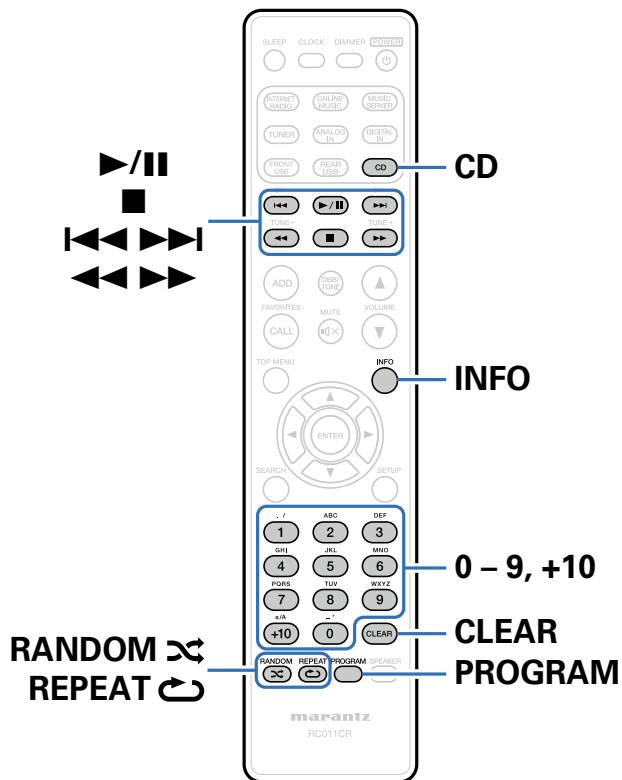 SLEEP CLOCK DIMMER POWER
INTERNET RADIO ONLINE MUSIC MUSIC SERVER
TUNER ANALOG IN DIGITAL IN
FRONT USB REAR USB CD
CD
▶/II
■
I◀◀ ▶▶I
◀◀ ▶▶
I◀◀ ▶/II ▶▶I
TUNE – TUNE +
◀◀ ■ ▶▶
ADD DBB/TONE ▲
FAVORITES MUTE VOLUME
CALL ▼
TOP MENU INFO
INFO
ENTER
SEARCH SETUP
. / ABC DEF
1 2 3
GHI JKL MNO
4 5 6
0 – 9, +10
PQRS TUV WXYZ
7 8 9
a/A – '
+10 0 CLEAR
CLEAR
RANDOM
REPEAT
RANDOM REPEAT PROGRAM SPEAKER
PROGRAM
marantz
RC011CR